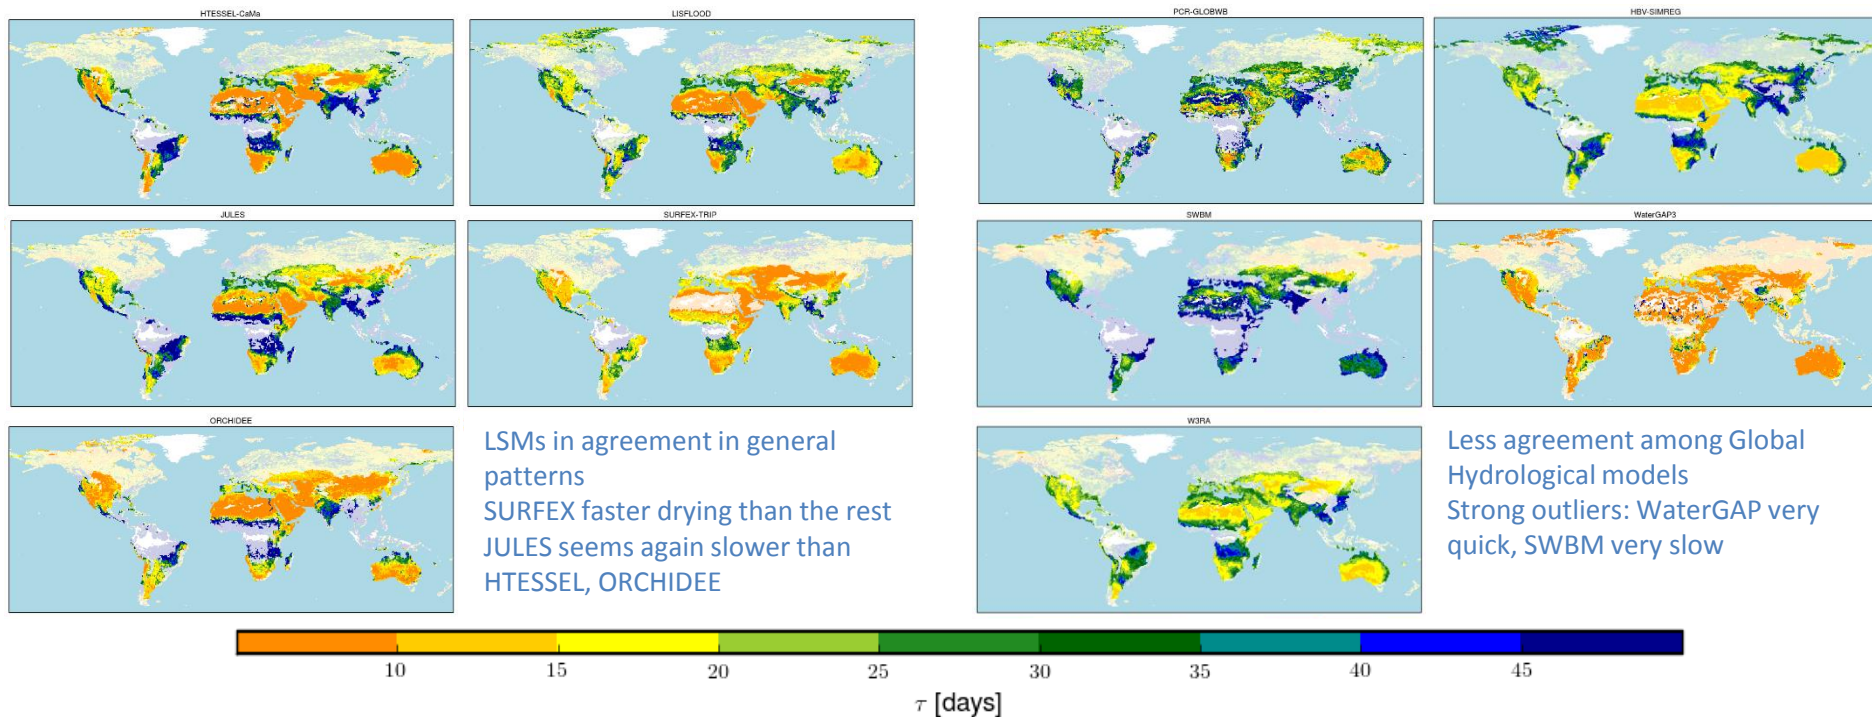 HTESSEL-CaMa
LISFLOOD
PCR-GLOBWB
HBV-SIMREG
JULES
SURFEX-TRIP
SWBM
WaterGAP3
ORCHIDEE
W3RA
LSMs in agreement in general
patterns
SURFEX faster drying than the rest
JULES seems again slower than
HTESSEL, ORCHIDEE
Less agreement among Global
Hydrological models
Strong outliers: WaterGAP very
quick, SWBM very slow
10 15 20 25 30 35 40 45
τ [days]